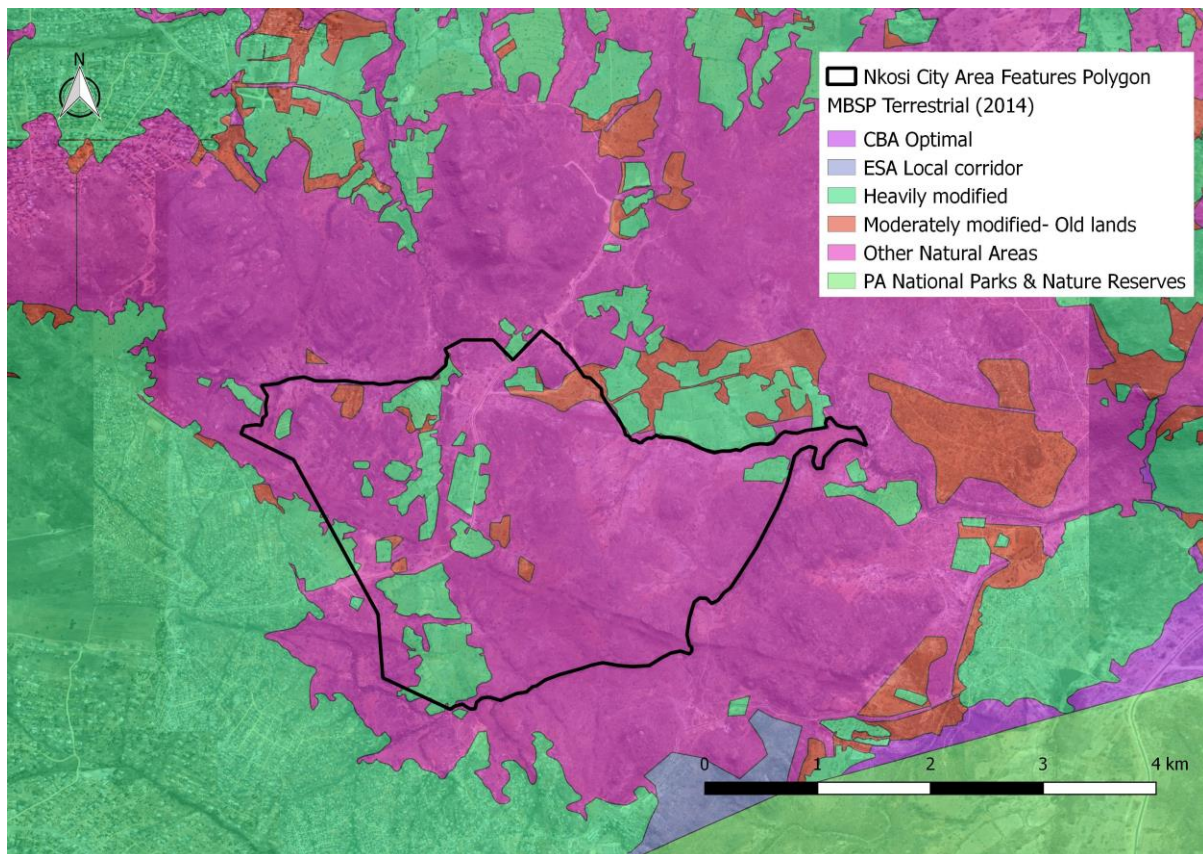 N
Nkosi City Area Features Polygon
MBSP Terrestrial (2014)
CBA Optimal
ESA Local corridor
Heavily modified
Moderately modified- Old lands
Other Natural Areas
PA National Parks & Nature Reserves
0 1 2 3 4 km